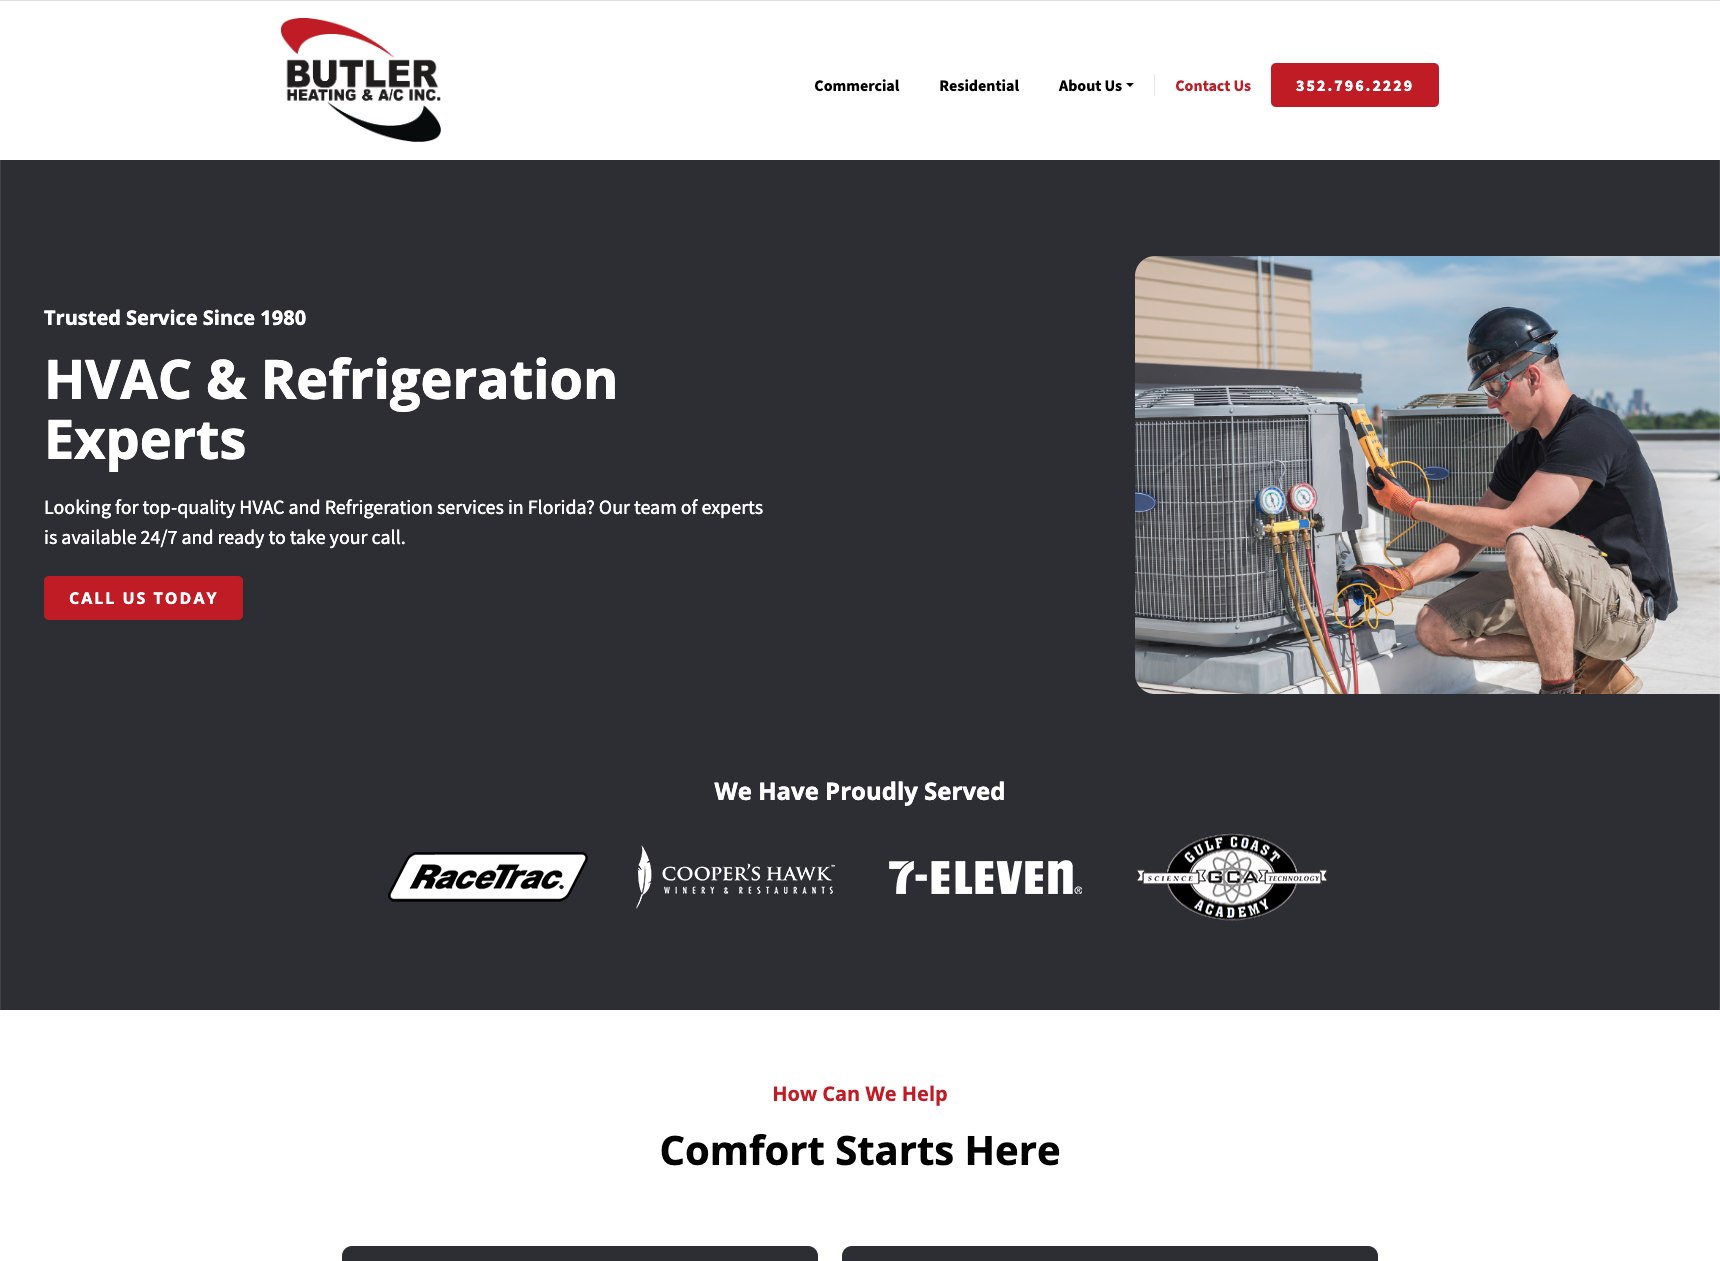 BUTLER
HEATING & A/C INC.
Commercial
Residential
About Us
Contact Us
352.796.2229
Trusted Service Since 1980
HVAC & Refrigeration
Experts
Looking for top-quality HVAC and Refrigeration services in Florida? Our team of experts
is available 24/7 and ready to take your call.
CALL US TODAY
We Have Proudly Served
RaceTrac.
COOPER'S HAWK™
WINERY & RESTAURANTS
7-ELEVEN®
GULF COAST
SCIENCE GCA TECHNOLOGY
ACADEMY
How Can We Help
Comfort Starts Here